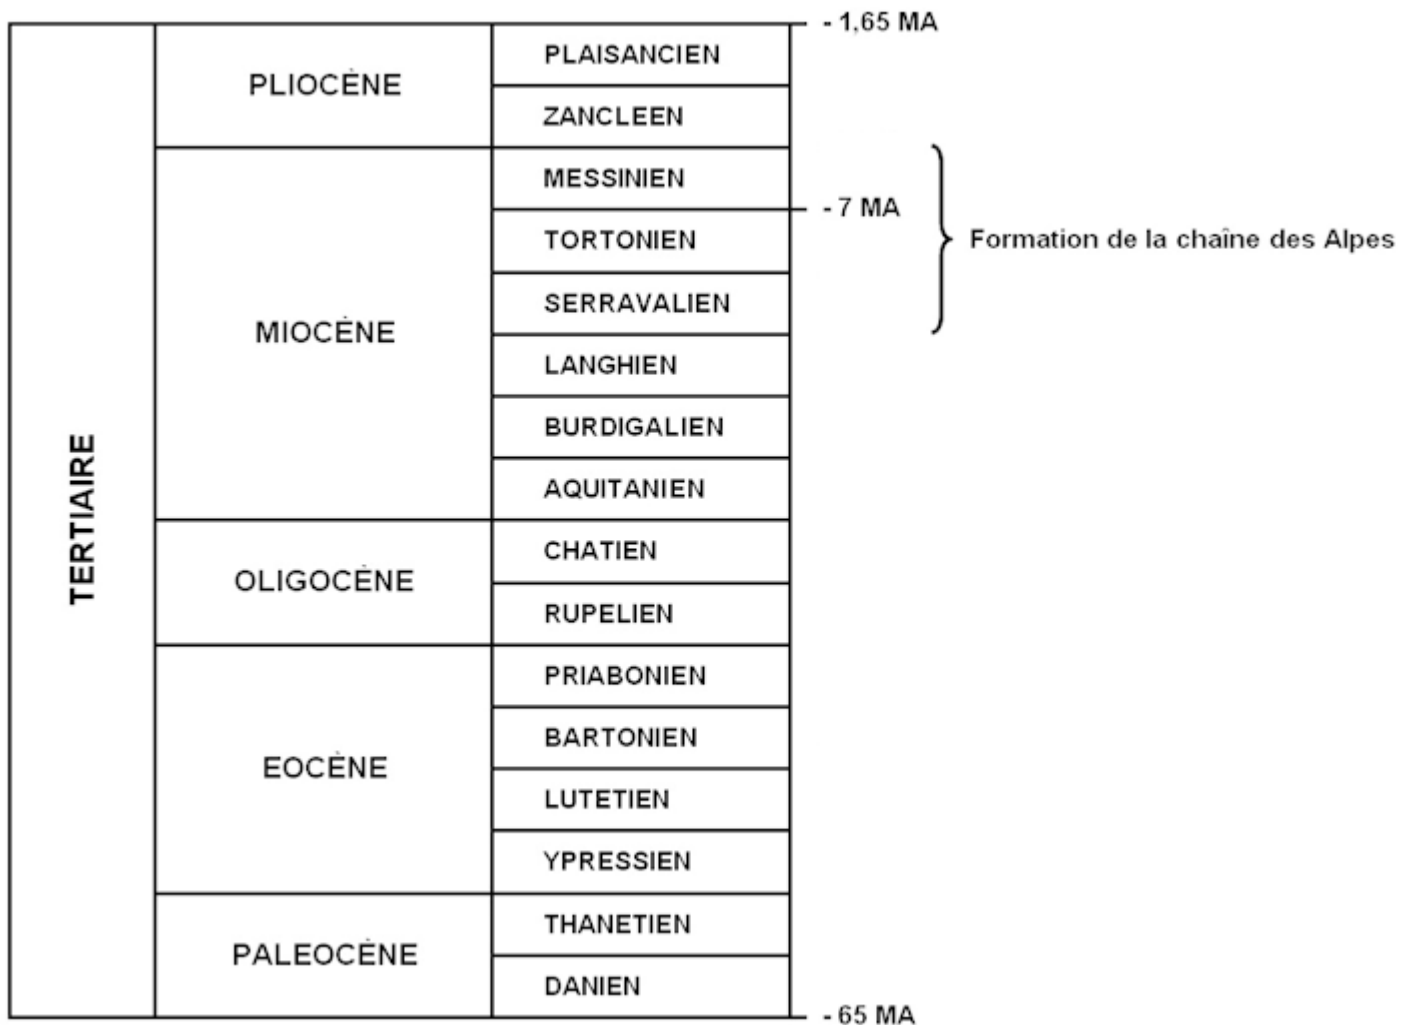 - 1,65 MA
PLAISANCIEN
PLIOCÈNE
ZANCLEEN
MESSINIEN
- 7 MA
TORTONIEN
Formation de la chaîne des Alpes
SERRAVALIEN
MIOCÈNE
LANGHIEN
BURDIGALIEN
AQUITANIEN
TERTIAIRE
CHATIEN
OLIGOCÈNE
RUPELIEN
PRIABONIEN
BARTONIEN
EOCÈNE
LUTETIEN
YPRESSIEN
THANETIEN
PALEOCÈNE
DANIEN
- 65 MA